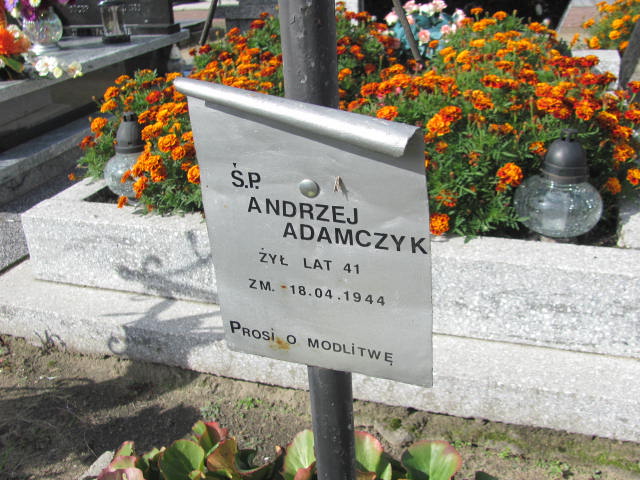 Ś.P.
ANDRZEJ
ADAMCZYK
ŻYŁ LAT 41
ZM. -18.04.1944
PROSi O MODLiTWĘ